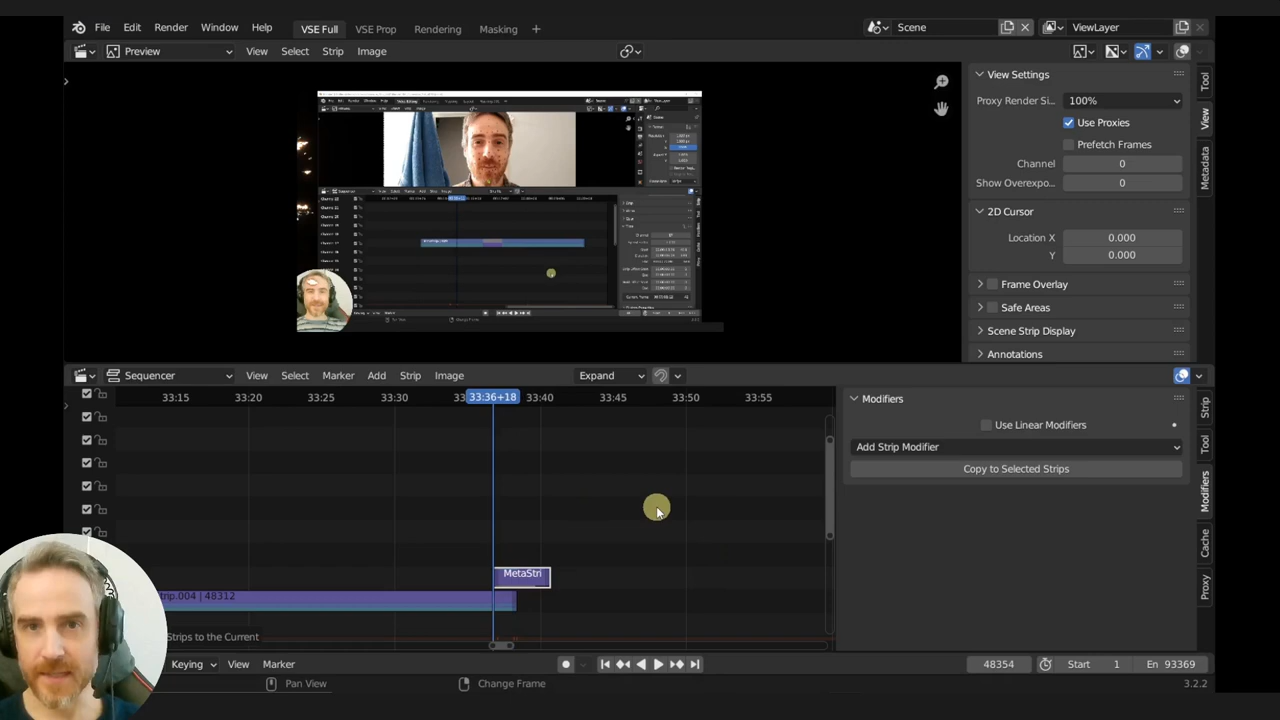 File Edit Render Window Help VSE Full VSE Prop Rendering Masking + Scene ViewLayer
Preview View Select Strip Image
View Settings
Proxy Render Si... 100%
Use Proxies
Prefetch Frames
Channel 0
Show Overexpo... 0
2D Cursor
Location X 0.000
Y 0.000
Frame Overlay
Safe Areas
Scene Strip Display
Annotations
Tool
View
Metadata
Sequencer View Select Marker Add Strip Image Expand
33:15 33:20 33:25 33:30 33: 33:36+18 33:40 33:45 33:50 33:55
MetaStri
trip.004 | 48312
Strips to the Current
Modifiers
Use Linear Modifiers
Add Strip Modifier
Copy to Selected Strips
Strip
Tool
Modifiers
Cache
Proxy
Keying View Marker 48354 Start 1 En 93369
Pan View Change Frame 3.2.2